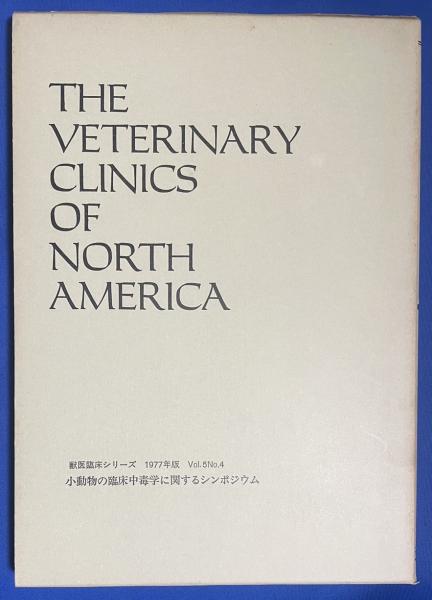 THE
VETERINARY
CLINICS
OF
NORTH
AMERICA
獣医臨床シリーズ 1977年版 Vol.5No.4
小動物の臨床中毒学に関するシンポジウム